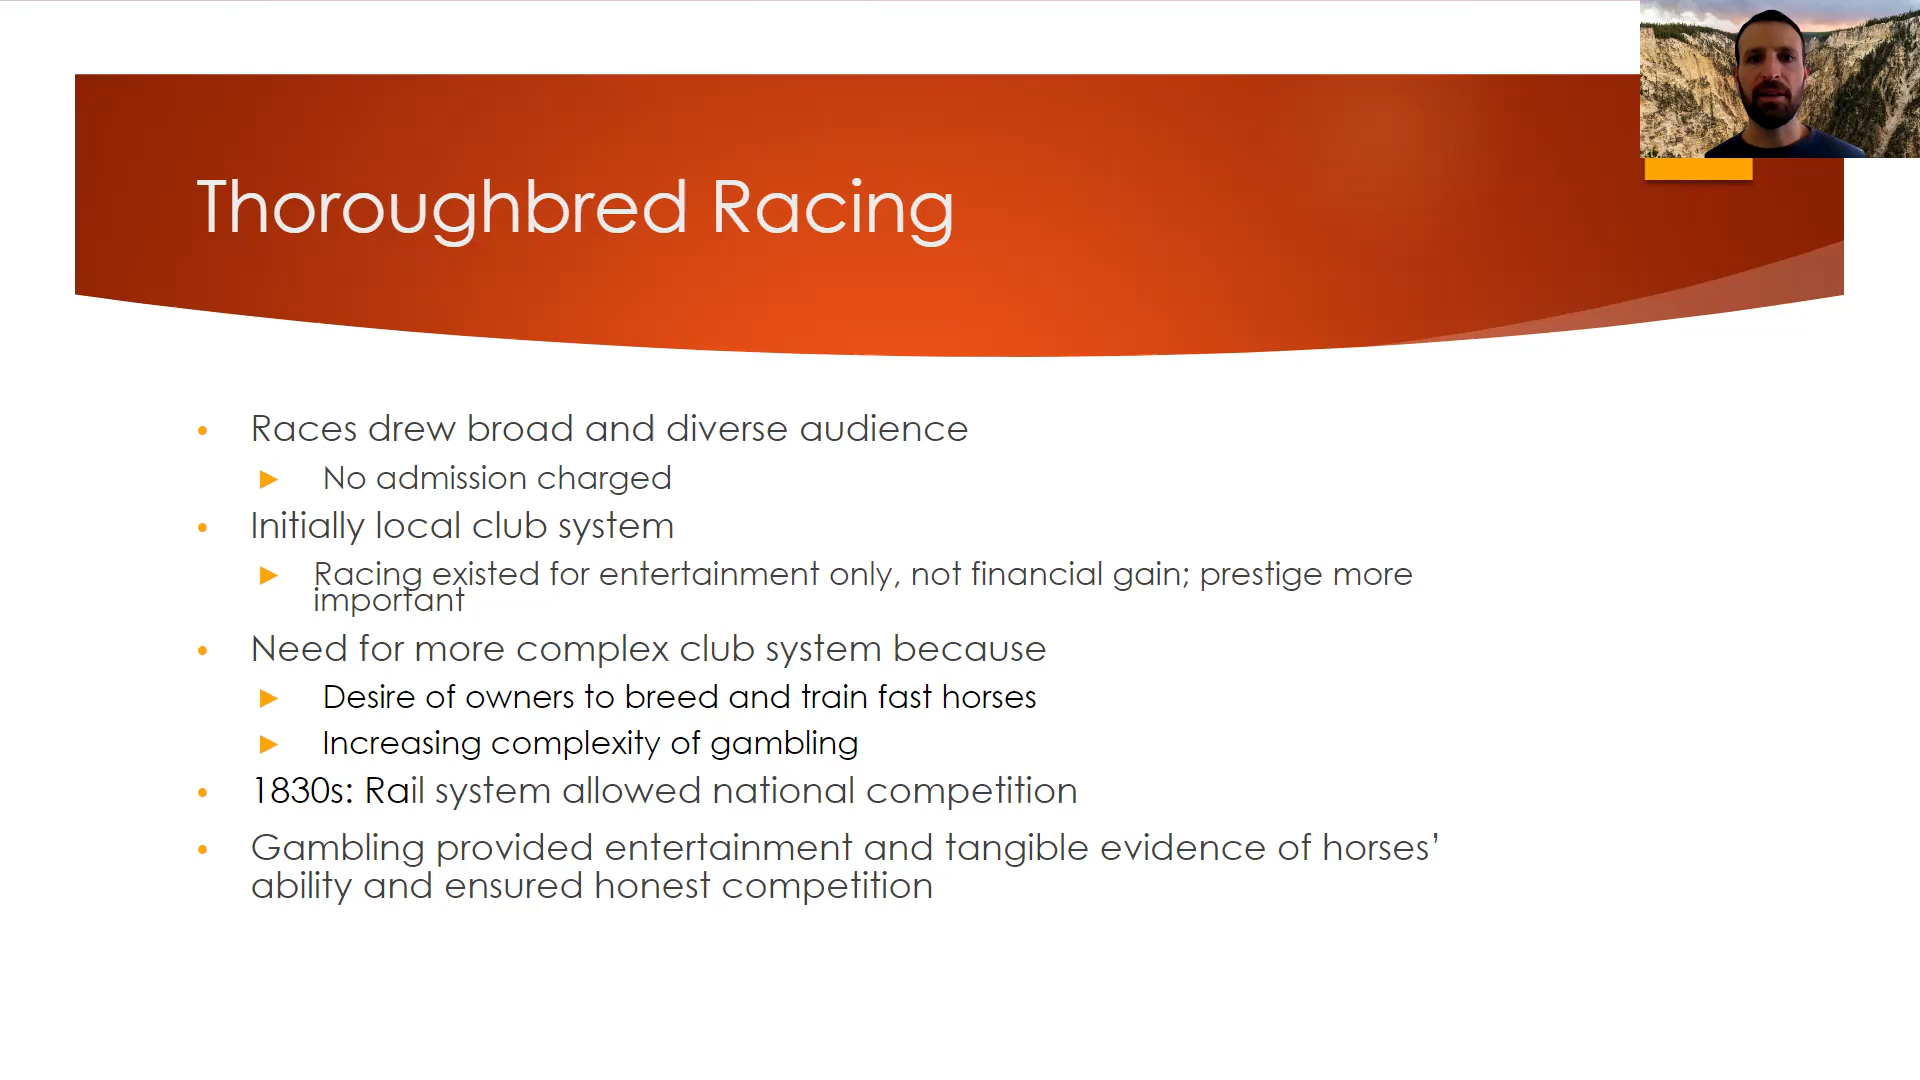 Thoroughbred Racing
• Races drew broad and diverse audience
► No admission charged
• Initially local club system
► Racing existed for entertainment only, not financial gain; prestige more
important
• Need for more complex club system because
► Desire of owners to breed and train fast horses
► Increasing complexity of gambling
• 1830s: Rail system allowed national competition
• Gambling provided entertainment and tangible evidence of horses’
ability and ensured honest competition